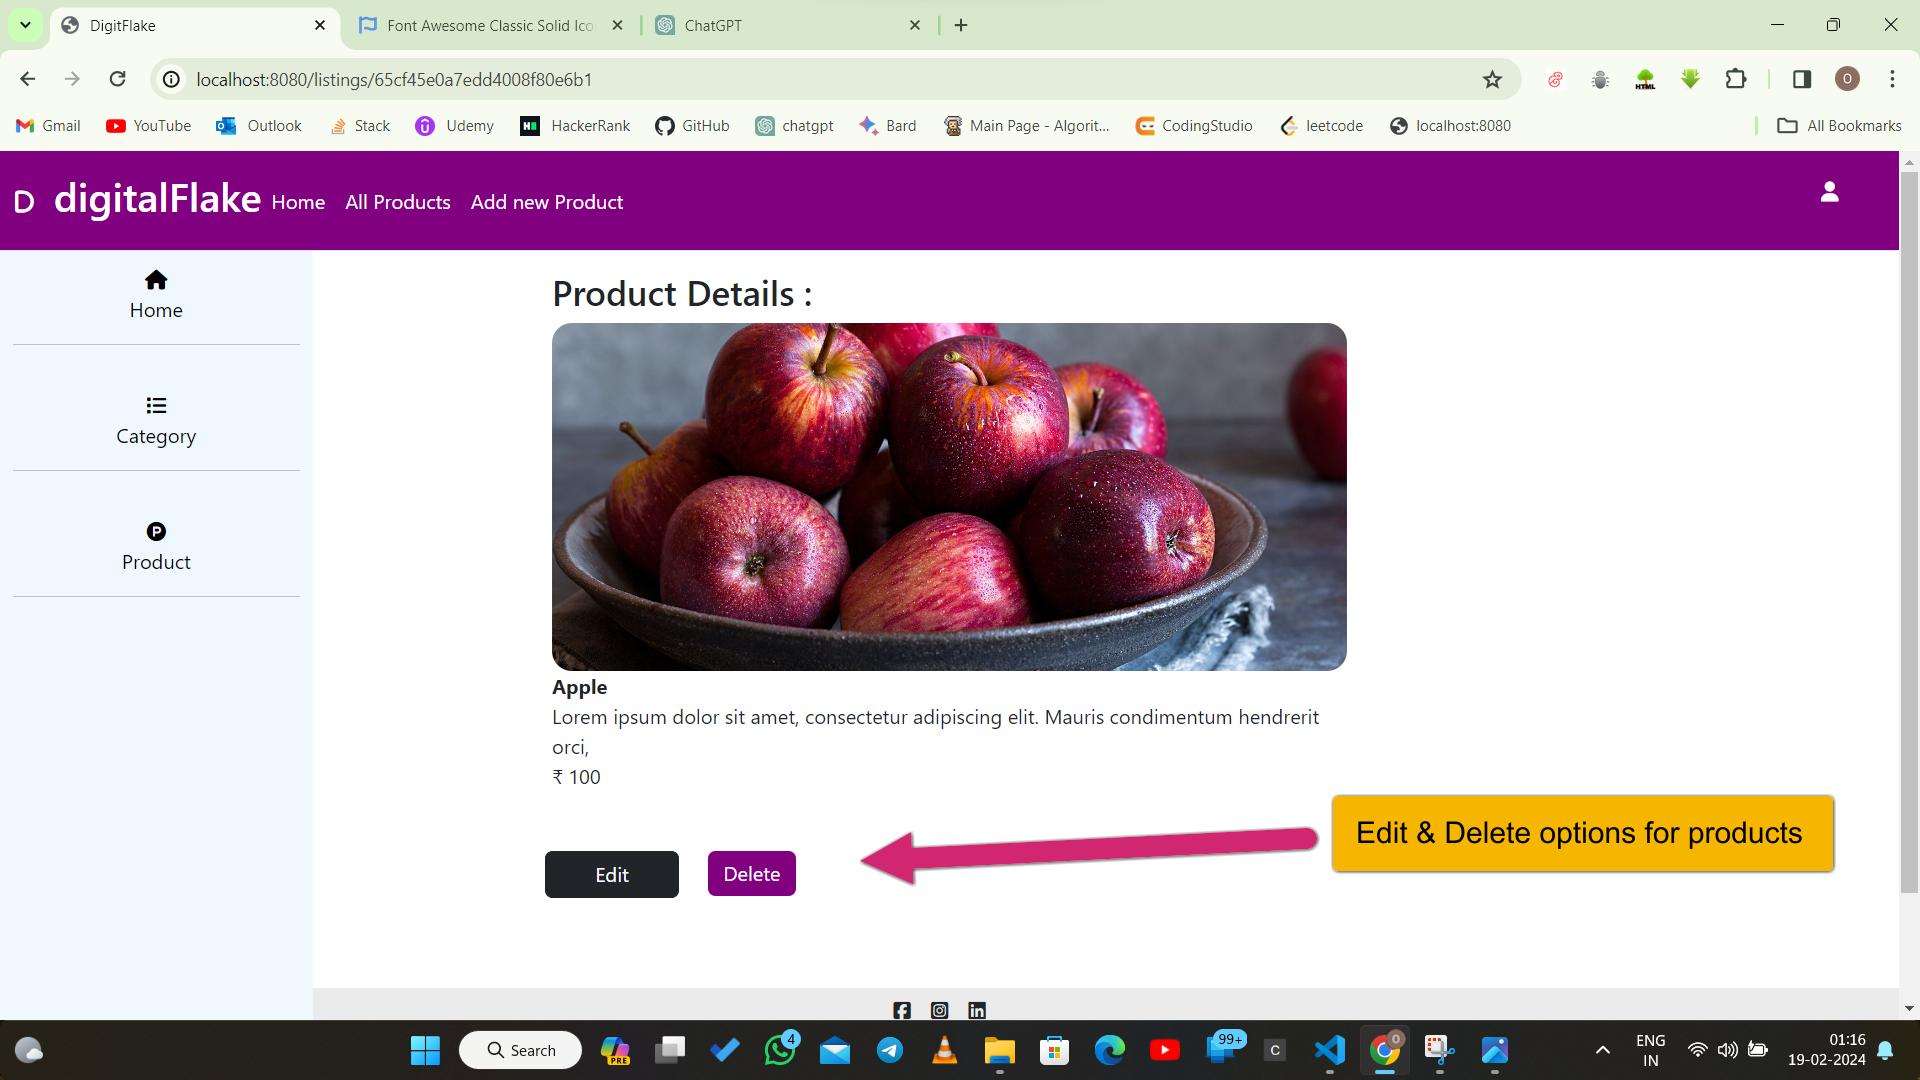 DigitFlake
Font Awesome Classic Solid Ico
ChatGPT
localhost:8080/listings/65cf45e0a7edd4008f80e6b1
HTML
O
Gmail
YouTube
Outlook
Stack
Udemy
HackerRank
GitHub
chatgpt
Bard
Main Page - Algorit...
CodingStudio
leetcode
localhost:8080
All Bookmarks
D digitalFlake Home All Products Add new Product
Home
Category
P
Product
Product Details :
Apple
Lorem ipsum dolor sit amet, consectetur adipiscing elit. Mauris condimentum hendrerit
orci,
₹ 100
Edit & Delete options for products
Edit
Delete
Search
PRE
4
99+
C
O
ENG
IN
01:16
19-02-2024